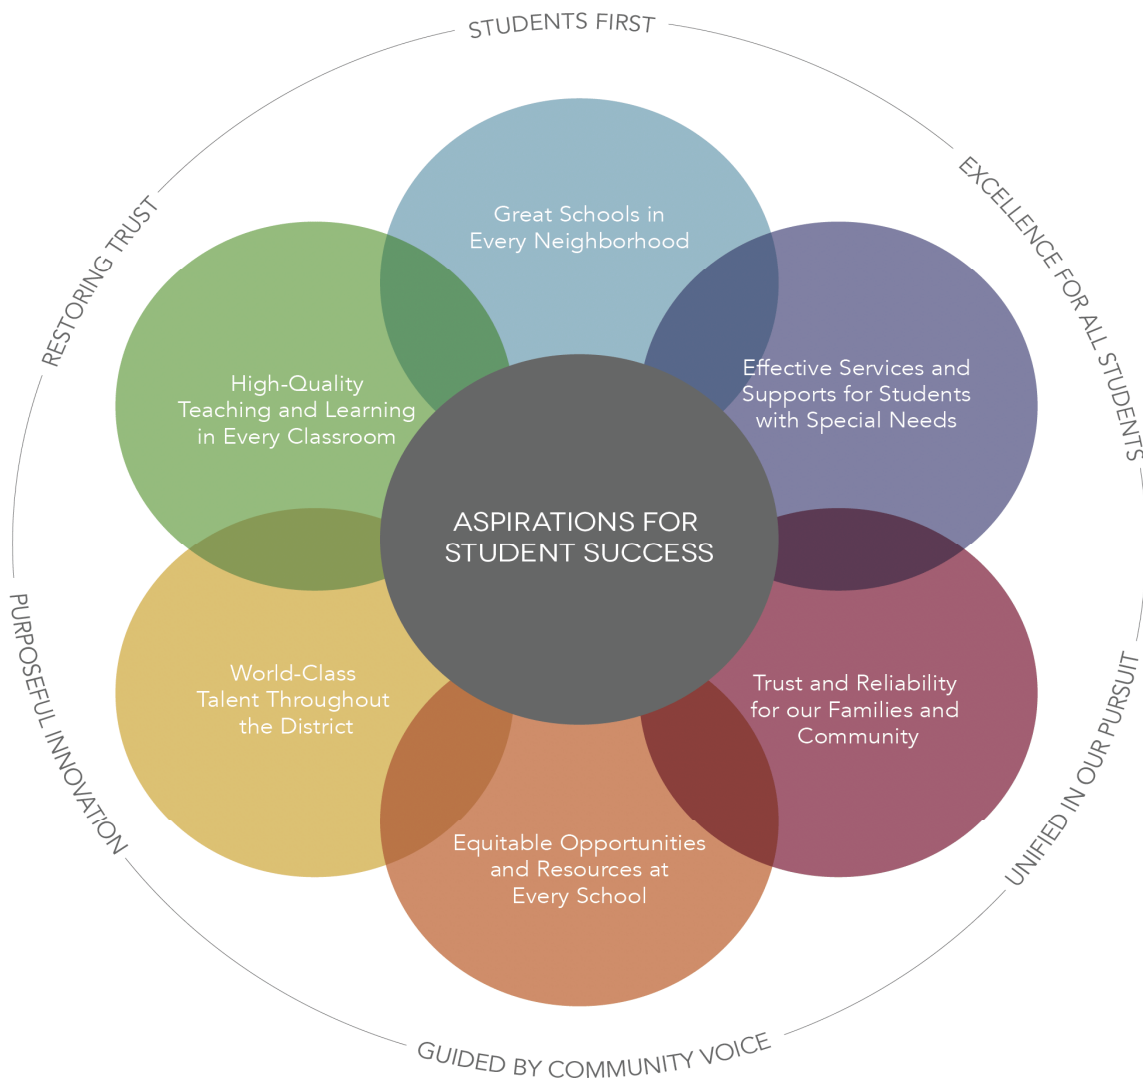 STUDENTS FIRST
EXCELLENCE FOR ALL STUDENTS
UNIFIED IN OUR PURSUIT
GUIDED BY COMMUNITY VOICE
PURPOSEFUL INNOVATION
RESTORING TRUST
Great Schools in
Every Neighborhood
Effective Services and
Supports for Students
with Special Needs
Trust and Reliability
for our Families and
Community
Equitable Opportunities
and Resources at
Every School
World-Class
Talent Throughout
the District
High-Quality
Teaching and Learning
in Every Classroom
ASPIRATIONS FOR
STUDENT SUCCESS